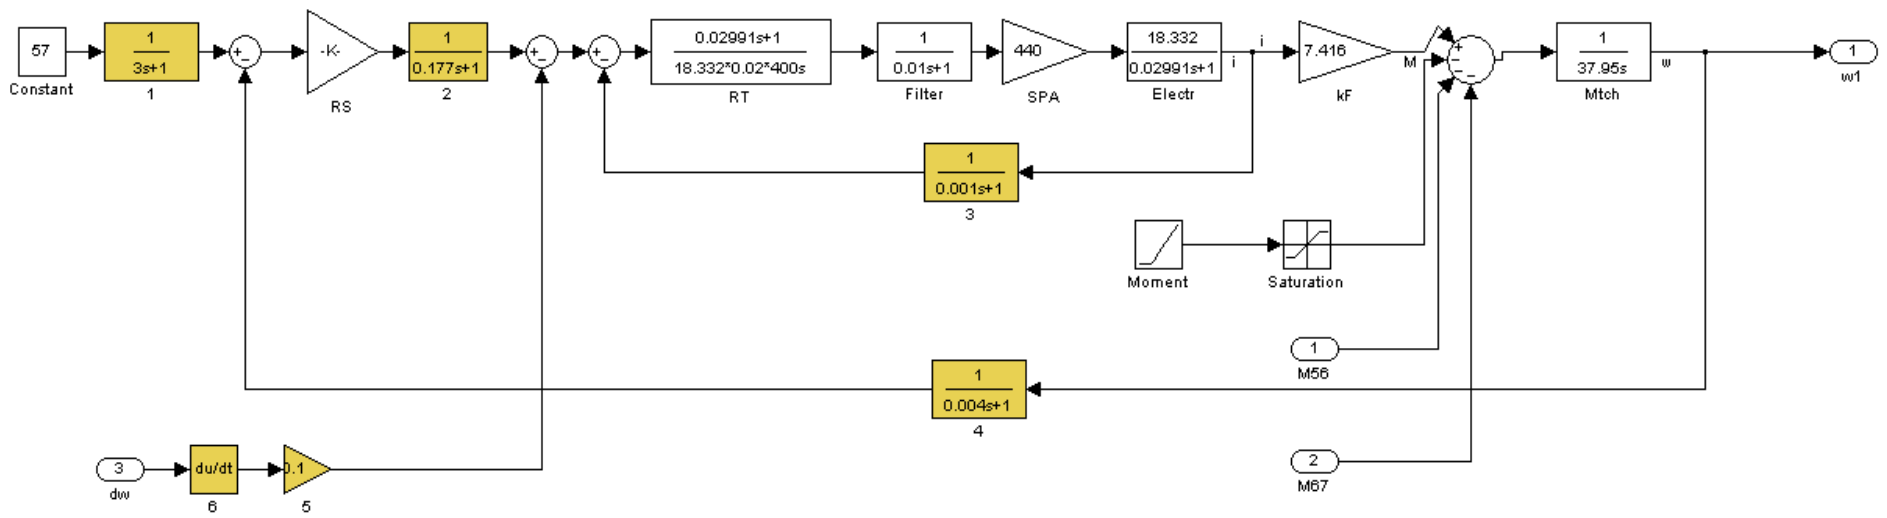 57
Constant
1
3s+1
1
+
−
-K-
RS
1
0.177s+1
2
+
−
+
−
0.02991s+1
18.332*0.02*400s
RT
1
0.01s+1
Filter
440
SPA
18.332
0.02991s+1
Electr
i
i
7.416
kF
M
+
−
−
−
1
37.95s
Mtch
w
1
w1
1
0.001s+1
3
Moment
Saturation
1
M56
1
0.004s+1
4
3
dw
du/dt
6
0.1
5
2
M67